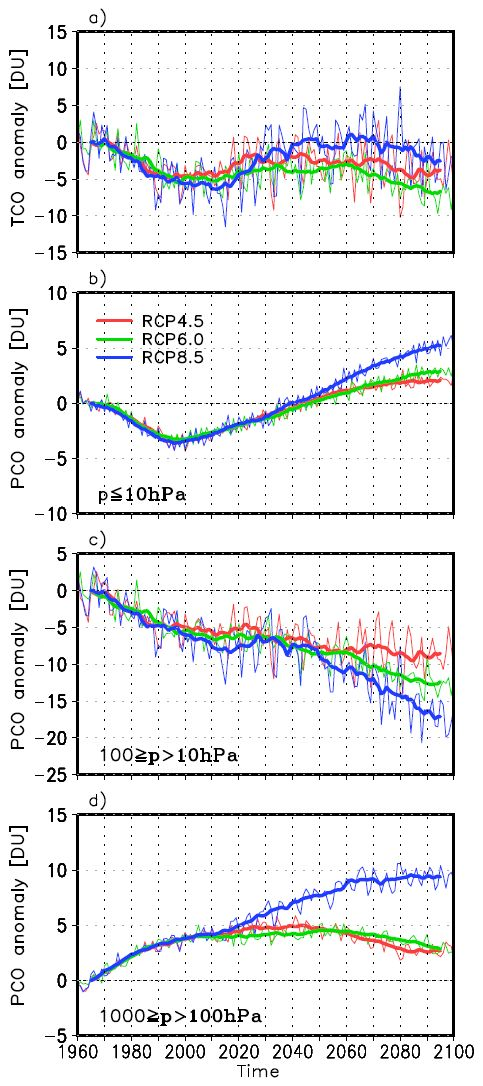 a)
15
10
5
0
−5
−10
−15
TCO anomaly [DU]
b)
10
5
0
−5
−10
PCO anomaly [DU]
RCP4.5
RCP6.0
RCP8.5
p≦10hPa
c)
5
0
−5
−10
−15
−20
−25
PCO anomaly [DU]
100≧p>10hPa
d)
15
10
5
0
−5
PCO anomaly [DU]
1000≧p>100hPa
1960 1980 2000 2020 2040 2060 2080 2100
Time